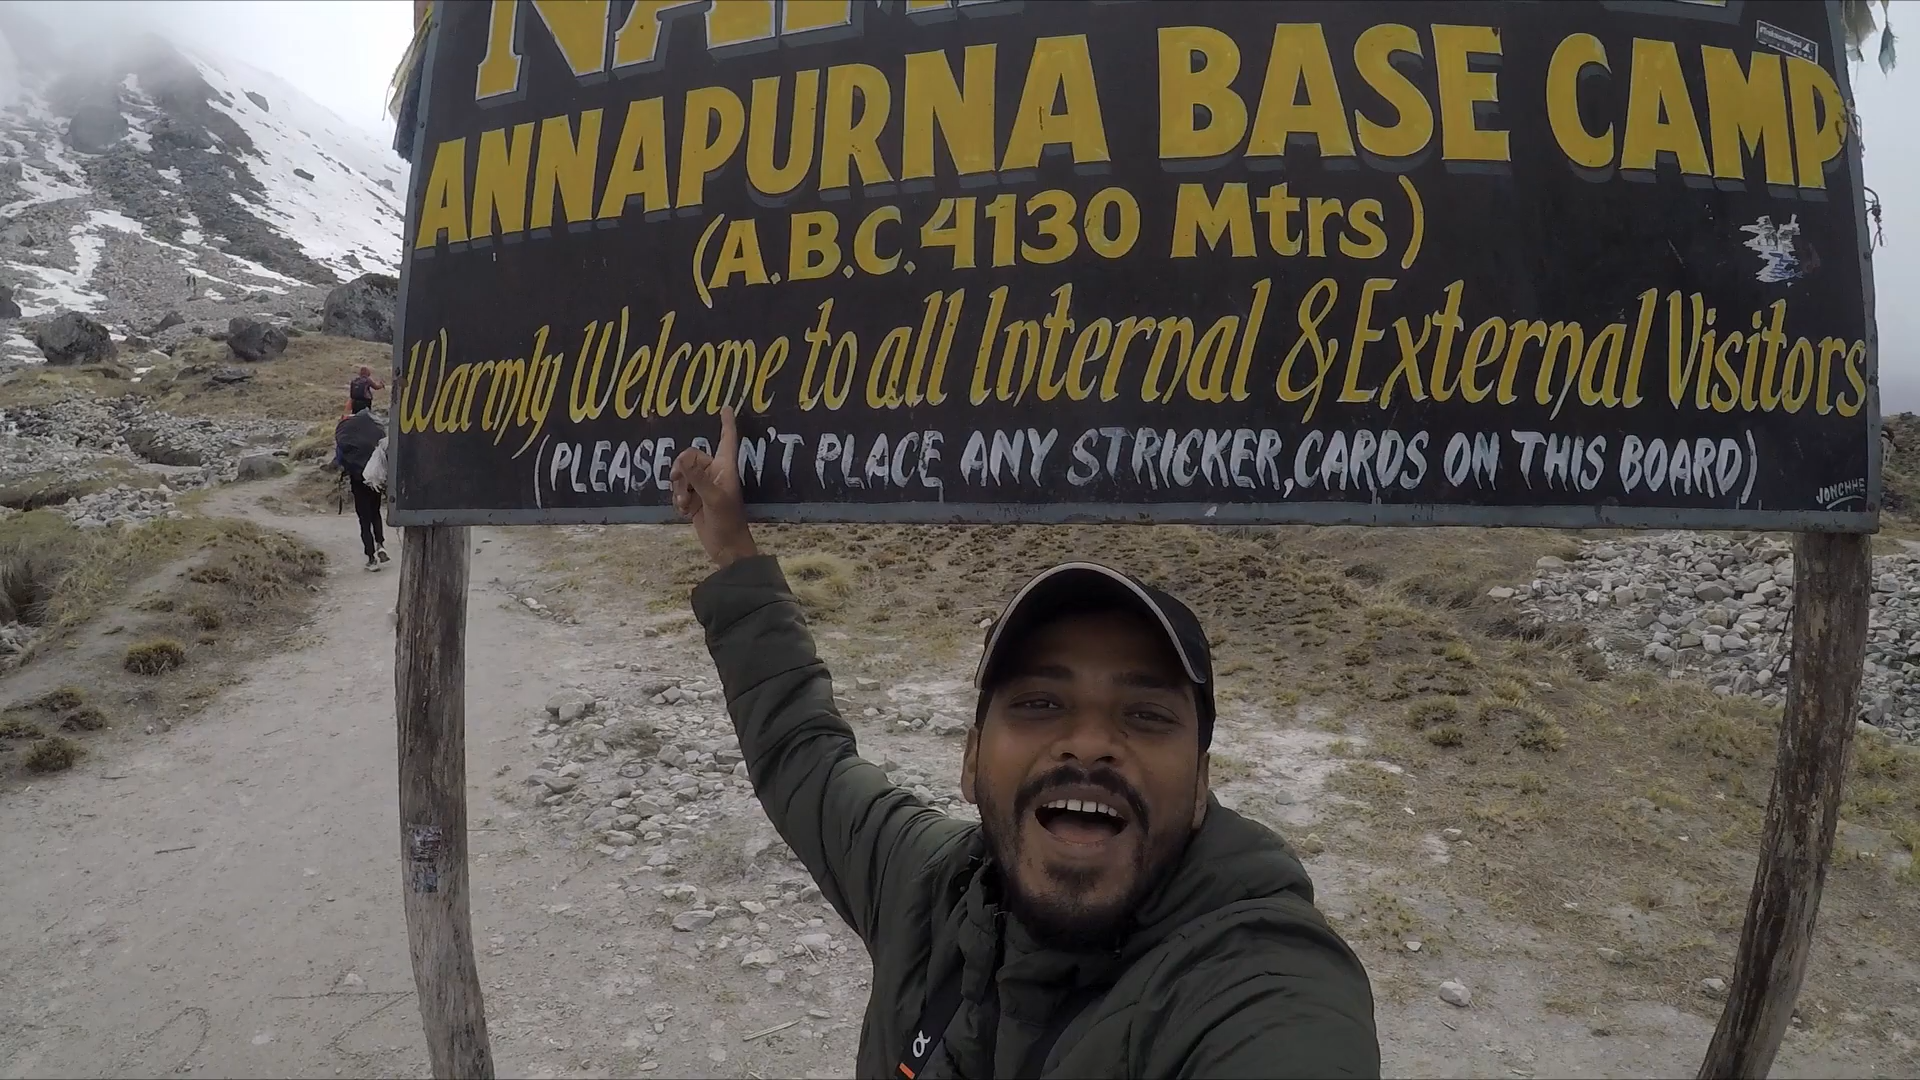 ANNAPURNA BASE CAMP
(A.B.C. 4130 Mtrs)
Warmly Welcome to all Internal & External Visitors
(PLEASE N'T PLACE ANY STRICKER, CARDS ON THIS BOARD)
JONCHHE
α